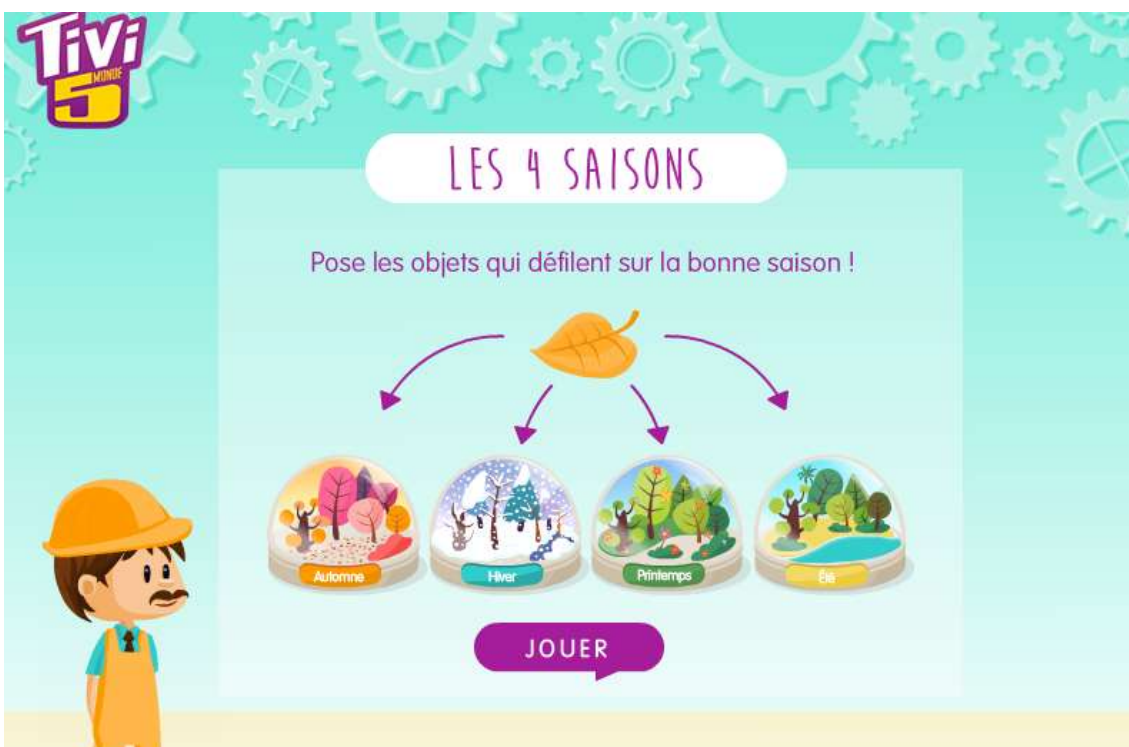 TiVi
MONDE
5
LES 4 SAISONS
Pose les objets qui défilent sur la bonne saison !
Automne
Hiver
Printemps
Été
JOUER